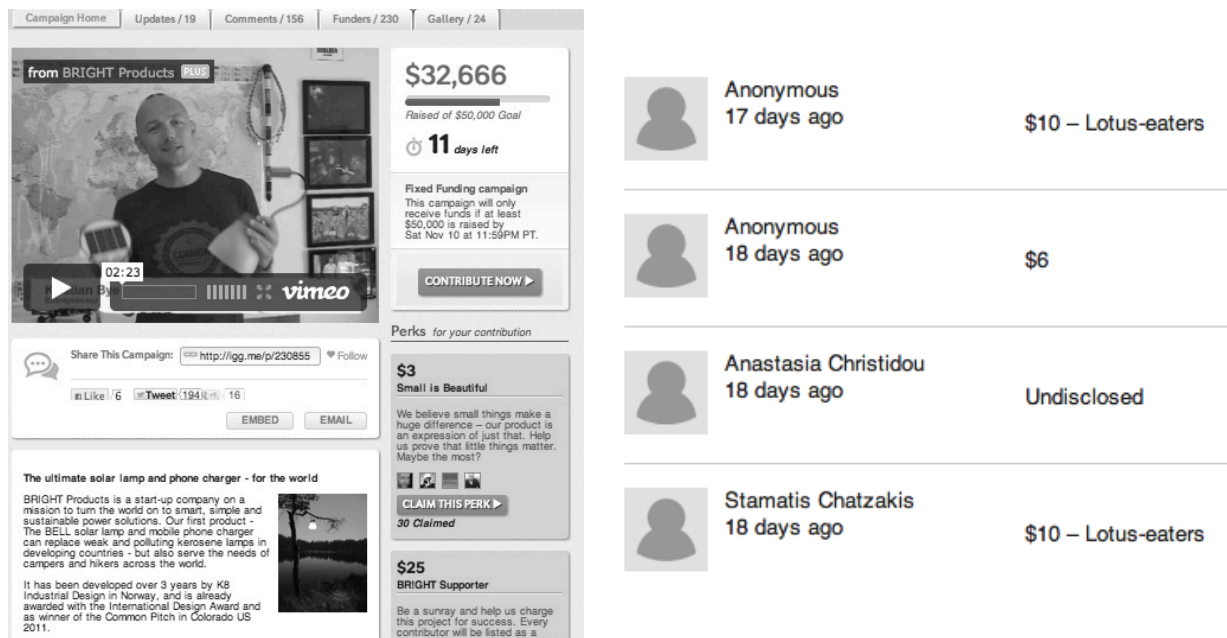 Campaign Home
Updates / 19
Comments / 156
Funders / 230
Gallery / 24
from BRIGHT Products PLUS
02:23
vimeo
Share This Campaign:
http://igg.me/p/230855
Follow
Like
6
Tweet
194
16
EMBED
EMAIL
The ultimate solar lamp and phone charger - for the world
BRIGHT Products is a start-up company on a
mission to turn the world on to smart, simple and
sustainable power solutions. Our first product -
The BELL solar lamp and mobile phone charger
can replace weak and polluting kerosene lamps in
developing countries - but also serve the needs of
campers and hikers across the world.
It has been developed over 3 years by K8
Industrial Design in Norway, and is already
awarded with the International Design Award and
as winner of the Common Pitch in Colorado US
2011.
$32,666
Raised of $50,000 Goal
11 days left
Fixed Funding campaign
This campaign will only
receive funds if at least
$50,000 is raised by
Sat Nov 10 at 11:59PM PT.
CONTRIBUTE NOW
Perks for your contribution
$3
Small is Beautiful
We believe small things make a
huge difference – our product is
an expression of just that. Help
us prove that little things matter.
Maybe the most?
CLAIM THIS PERK
30 Claimed
$25
BRIGHT Supporter
Be a sunray and help us charge
this project for success. Every
contributor will be listed as a
Anonymous
17 days ago
$10 – Lotus-eaters
Anonymous
18 days ago
$6
Anastasia Christidou
18 days ago
Undisclosed
Stamatis Chatzakis
18 days ago
$10 – Lotus-eaters